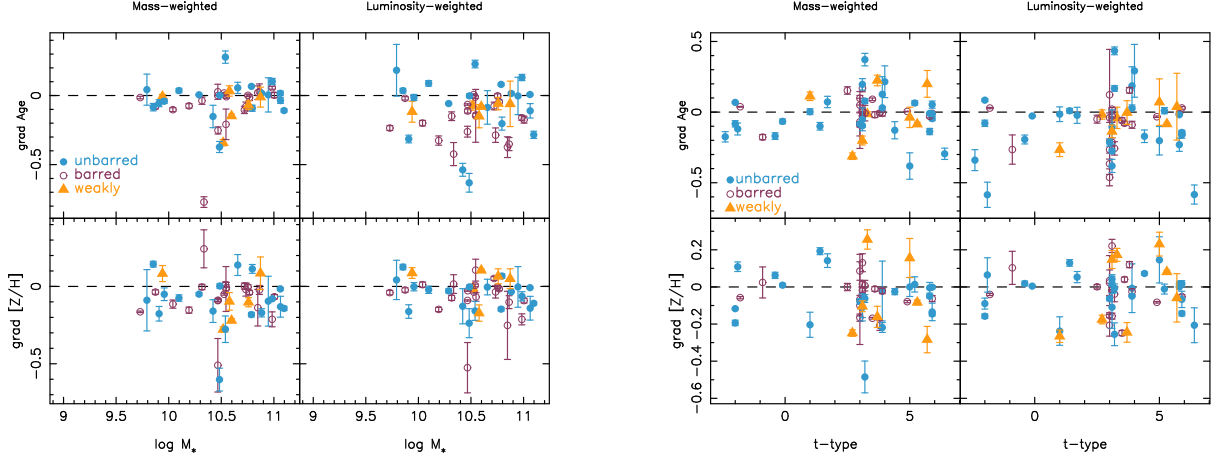 Mass-weighted Luminosity-weighted
grad Age
0
-0.5
unbarred
barred
weakly
grad [Z/H]
0
-0.5
9 9.5 10 10.5 11 9 9.5 10 10.5 11
log M* log M*
Mass-weighted Luminosity-weighted
grad Age
0.5
0
-0.5
unbarred
barred
weakly
grad [Z/H]
0.2
0
-0.2
-0.4
-0.6
0 5 0 5
t-type t-type